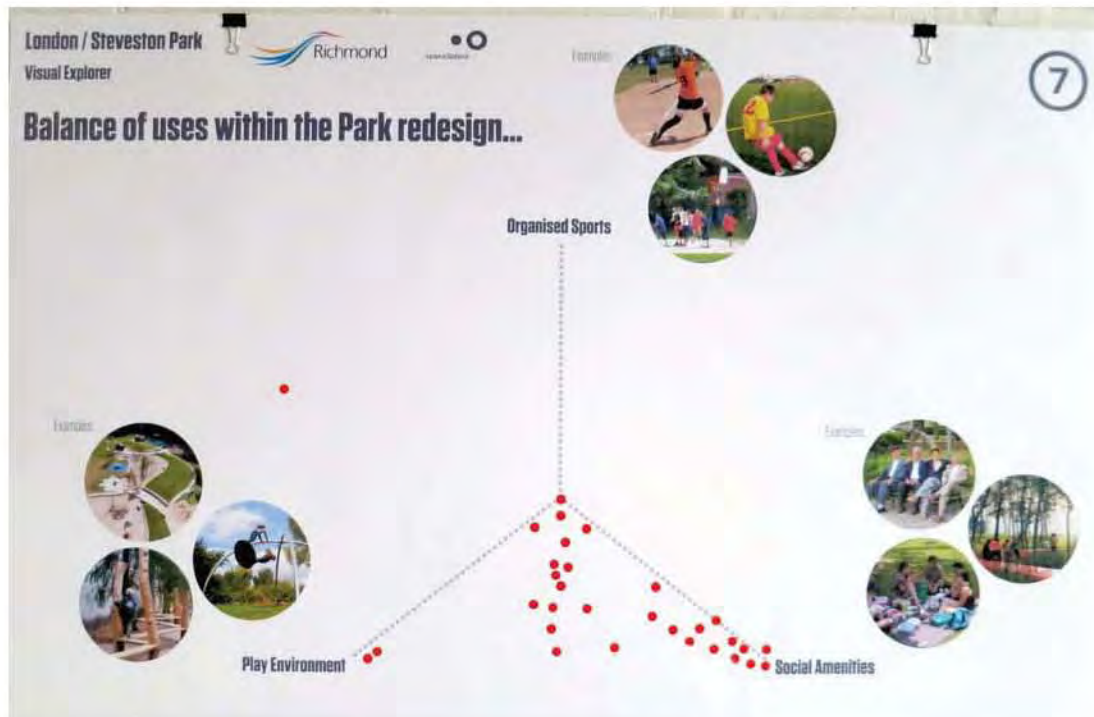 London / Steveston Park
Visual Explorer
Richmond
Balance of uses within the Park redesign...
7
Examples:
Organised Sports
Examples:
Examples:
Play Environment
Social Amenities